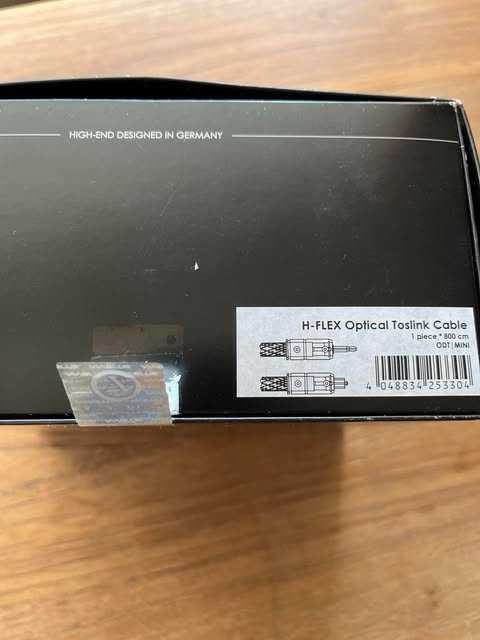 HIGH-END DESIGNED IN GERMANY
H-FLEX Optical Toslink Cable
1 piece * 800 cm
ODT|MINI
4 048834 253304